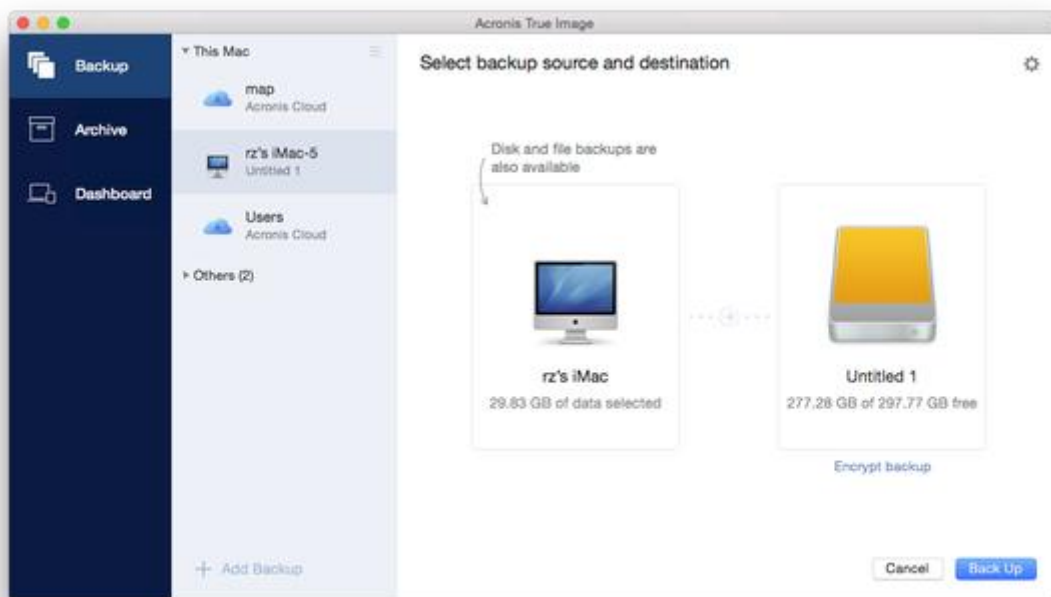 Acronis True Image
Backup
Archive
Dashboard
This Mac
map
Acronis Cloud
rz's iMac-5
Untitled 1
Users
Acronis Cloud
Others (2)
+ Add Backup
Select backup source and destination
Disk and file backups are
also available
rz's iMac
29.83 GB of data selected
Untitled 1
277.28 GB of 297.77 GB free
Encrypt backup
Cancel
Back Up